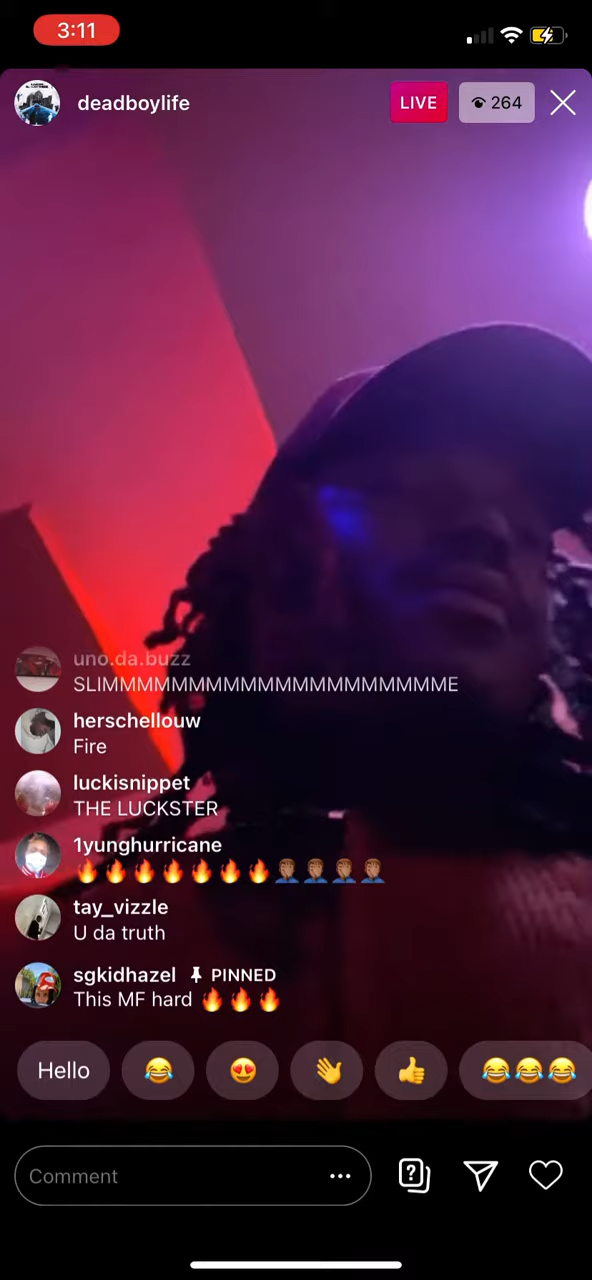 3:11
deadboylife
LIVE
264
uno.da.buzz
SLIMMMMMMMMMMMMMMMMMMMMME
herschellouw
Fire
luckisnippet
THE LUCKSTER
1yunghurricane
🔥🔥🔥🔥🔥🔥🔥🤦🏽‍♂️🤦🏽‍♂️🤦🏽‍♂️🤦🏽‍♂️
tay_vizzle
U da truth
sgkidhazel PINNED
This MF hard 🔥🔥🔥
Hello 😂 😍 👋 👍 😂😂😂
Comment ...